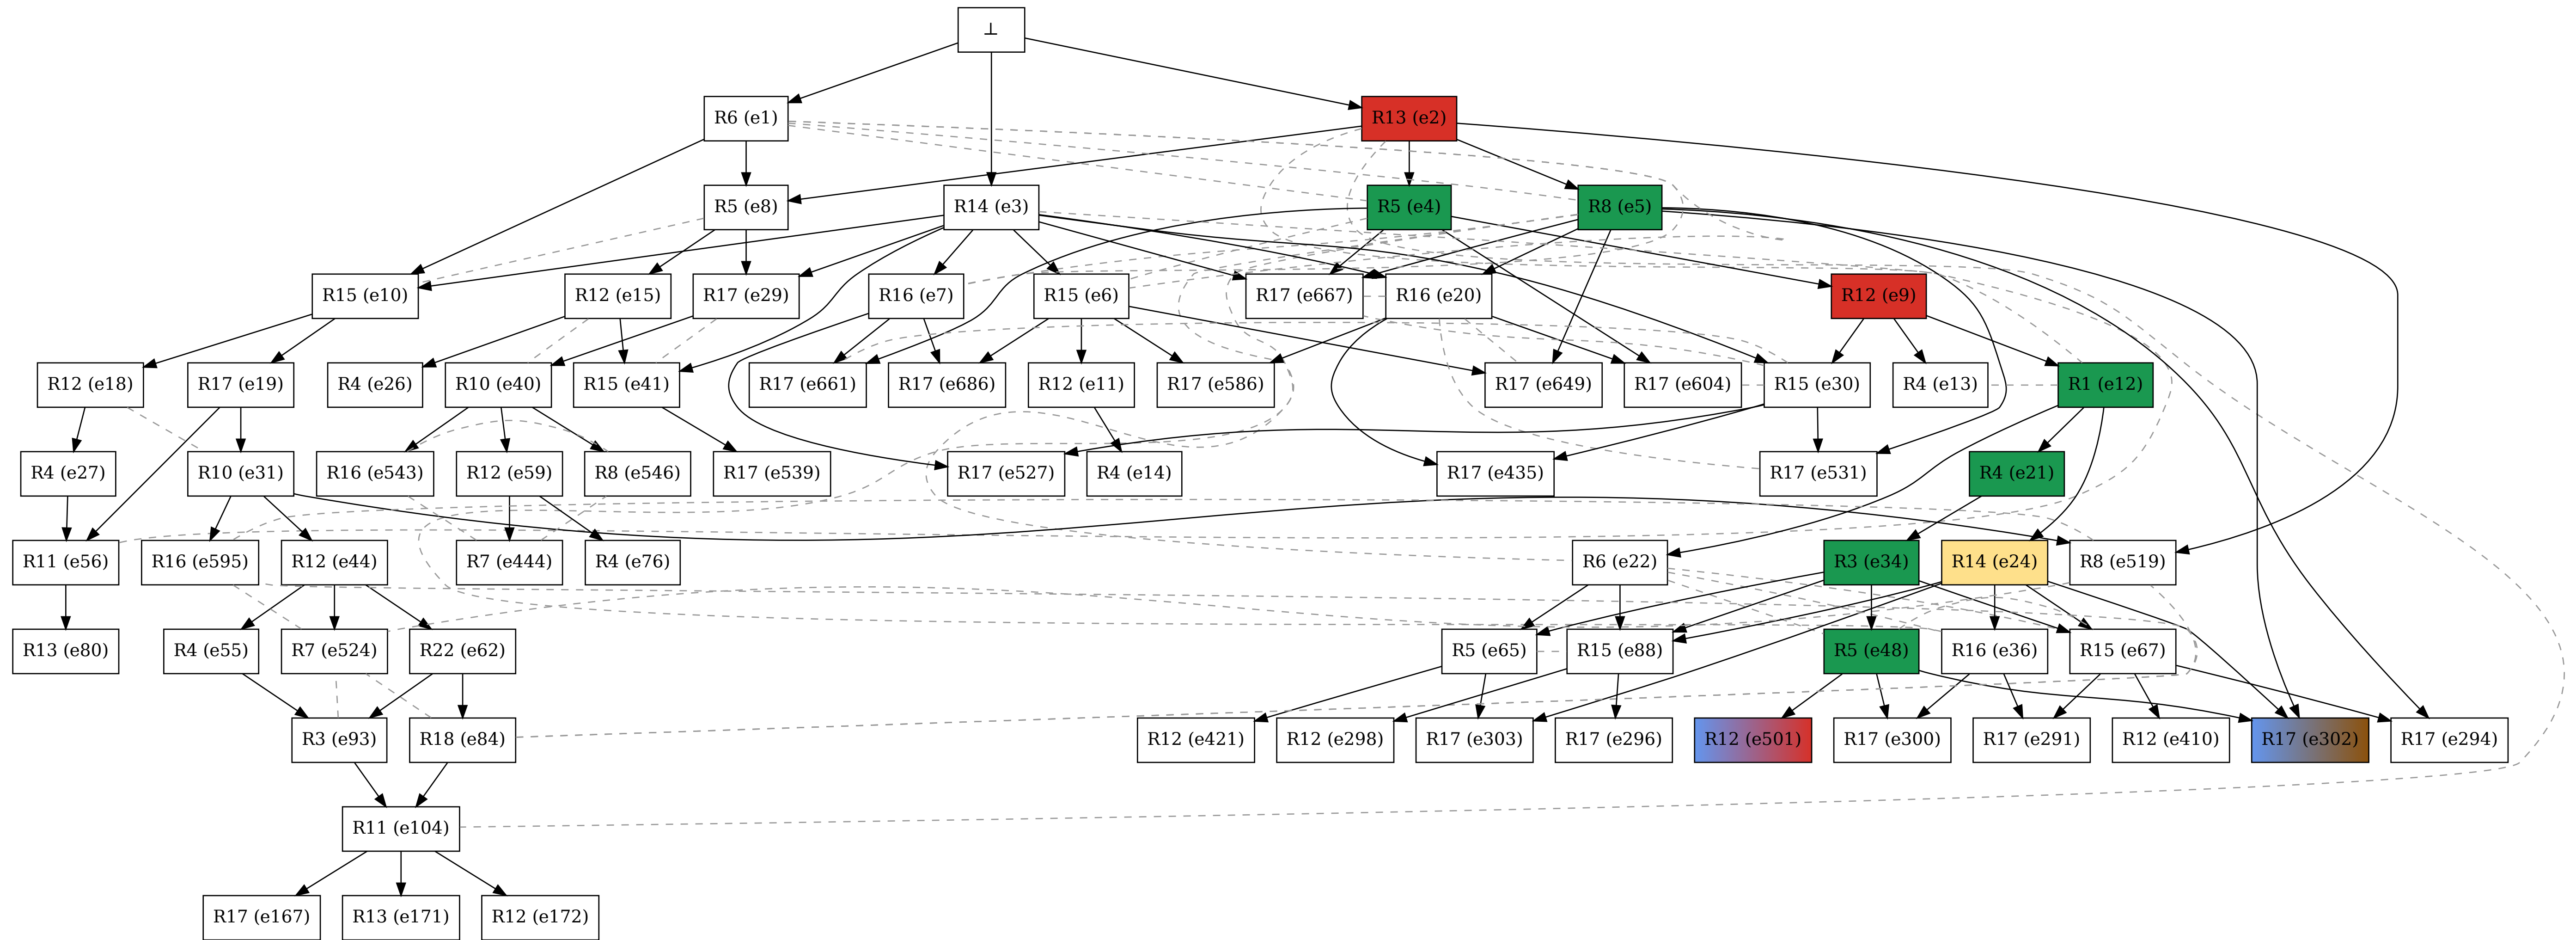 ⊥
R6 (e1)
R13 (e2)
R5 (e8)
R14 (e3)
R5 (e4)
R8 (e5)
R15 (e10)
R12 (e15)
R17 (e29)
R16 (e7)
R15 (e6)
R17 (e667)
R16 (e20)
R12 (e9)
R12 (e18)
R17 (e19)
R4 (e26)
R10 (e40)
R15 (e41)
R17 (e661)
R17 (e686)
R12 (e11)
R17 (e586)
R17 (e649)
R17 (e604)
R15 (e30)
R4 (e13)
R1 (e12)
R4 (e27)
R10 (e31)
R16 (e543)
R12 (e59)
R8 (e546)
R17 (e539)
R17 (e527)
R4 (e14)
R17 (e435)
R17 (e531)
R4 (e21)
R11 (e56)
R16 (e595)
R12 (e44)
R7 (e444)
R4 (e76)
R6 (e22)
R3 (e34)
R14 (e24)
R8 (e519)
R13 (e80)
R4 (e55)
R7 (e524)
R22 (e62)
R5 (e65)
R15 (e88)
R5 (e48)
R16 (e36)
R15 (e67)
R3 (e93)
R18 (e84)
R12 (e421)
R12 (e298)
R17 (e303)
R17 (e296)
R12 (e501)
R17 (e300)
R17 (e291)
R12 (e410)
R17 (e302)
R17 (e294)
R11 (e104)
R17 (e167)
R13 (e171)
R12 (e172)